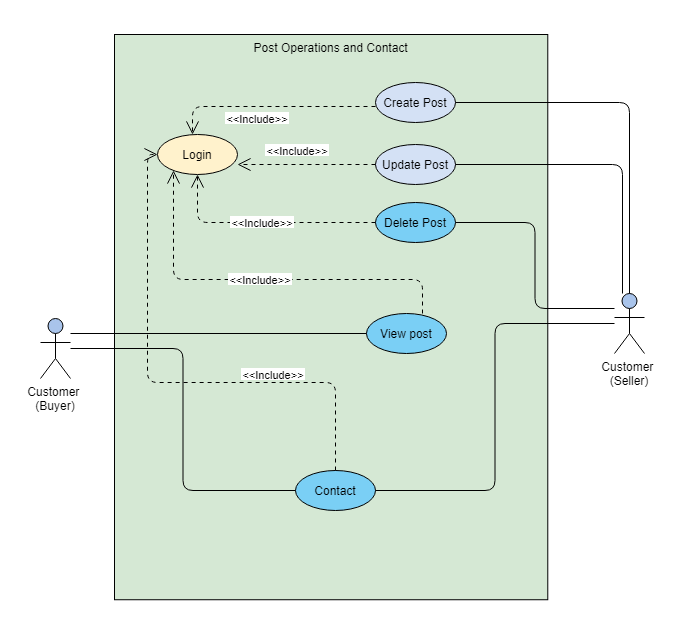 Post Operations and Contact
Create Post
<<Include>>
Login
<<Include>>
Update Post
Delete Post
<<Include>>
<<Include>>
View post
Customer
(Seller)
Customer
(Buyer)
<<Include>>
Contact